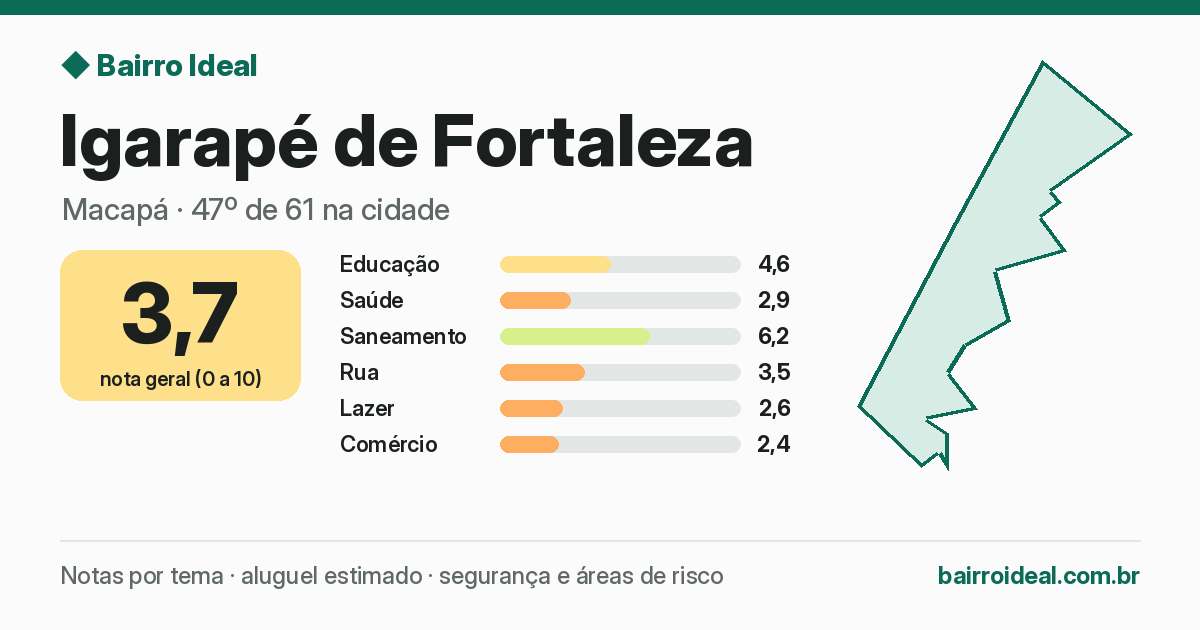 Bairro Ideal
Igarapé de Fortaleza
Macapá · 47º de 61 na cidade
3,7
nota geral (0 a 10)
Educação 4,6
Saúde 2,9
Saneamento 6,2
Rua 3,5
Lazer 2,6
Comércio 2,4
Notas por tema · aluguel estimado · segurança e áreas de risco
bairroideal.com.br